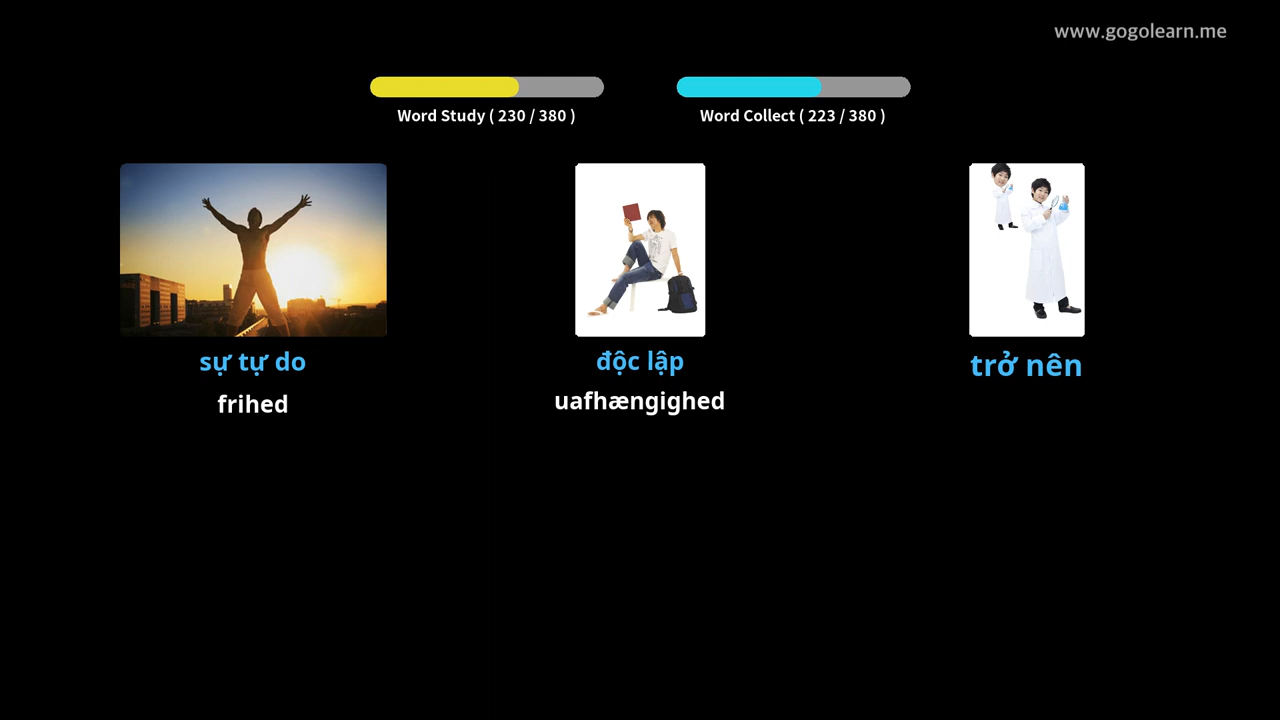 www.gogolearn.me
Word Study ( 230 / 380 )
Word Collect ( 223 / 380 )
sự tự do
frihed
độc lập
uafhængighed
trở nên